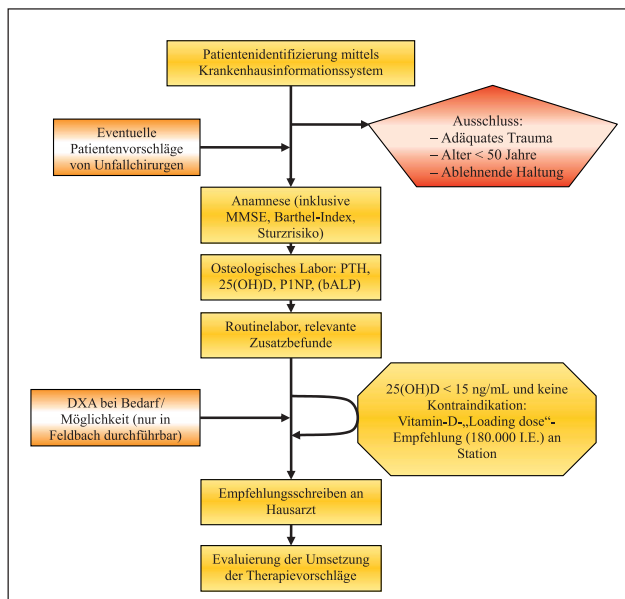 Patientenidentifizierung mittels
Krankenhausinformationssystem
Eventuelle
Patientenvorschläge
von Unfallchirurgen
Ausschluss:
– Adäquates Trauma
– Alter < 50 Jahre
– Ablehnende Haltung
Anamnese (inklusive
MMSE, Barthel-Index,
Sturzrisiko)
Osteologisches Labor: PTH,
25(OH)D, P1NP, (bALP)
Routinelabor, relevante
Zusatzbefunde
DXA bei Bedarf/
Möglichkeit (nur in
Feldbach durchführbar)
25(OH)D < 15 ng/mL und keine
Kontraindikation:
Vitamin-D-„Loading dose“-
Empfehlung (180.000 I.E.) an
Station
Empfehlungsschreiben an
Hausarzt
Evaluierung der Umsetzung
der Therapievorschläge